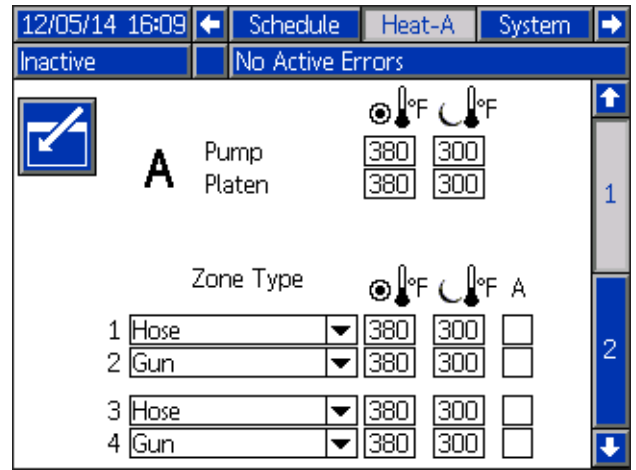 12/05/14 16:09 Schedule Heat-A System
Inactive No Active Errors
°F °F
A
Pump 380 300
Platen 380 300
1
Zone Type °F °F A
1 Hose 380 300
2 Gun 380 300
2
3 Hose 380 300
4 Gun 380 300